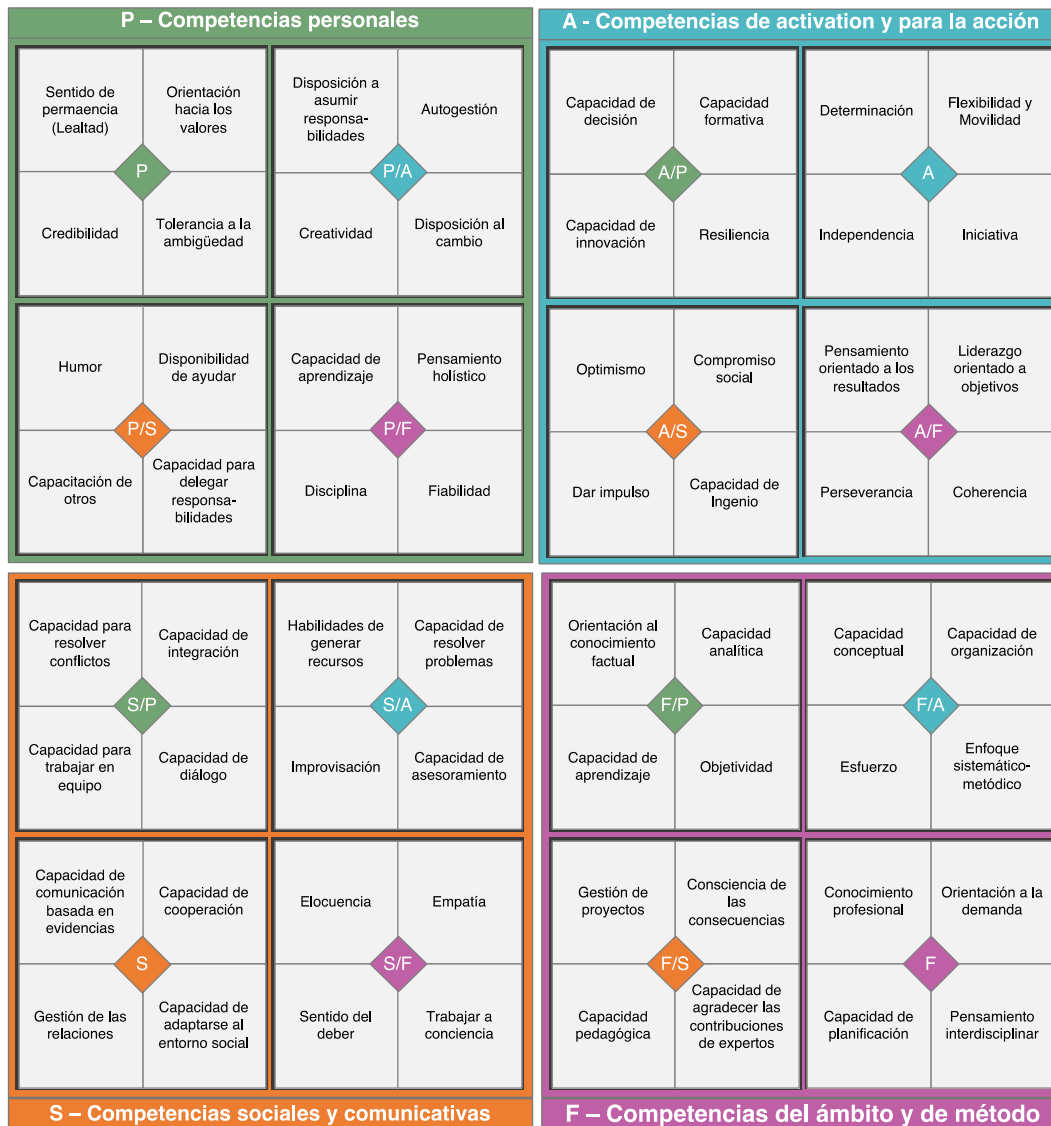 P – Competencias personales
Sentido de
permaencia
(Lealtad)
Orientación
hacia los
valores
Credibilidad
Tolerancia a la
ambigüedad
P
Disposición a
asumir
responsa-
bilidades
Autogestión
Creatividad
Disposición al
cambio
P/A
Humor
Disponibilidad
de ayudar
Capacitación de
otros
Capacidad para
delegar
responsa-
bilidades
P/S
Capacidad de
aprendizaje
Pensamiento
holístico
Disciplina
Fiabilidad
P/F
A - Competencias de activation y para la acción
Capacidad de
decisión
Capacidad
formativa
Capacidad de
innovación
Resiliencia
A/P
Determinación
Flexibilidad y
Movilidad
Independencia
Iniciativa
A
Optimismo
Compromiso
social
Dar impulso
Capacidad de
Ingenio
A/S
Pensamiento
orientado a los
resultados
Liderazgo
orientado a
objetivos
Perseverancia
Coherencia
A/F
Capacidad para
resolver
conflictos
Capacidad de
integración
Capacidad para
trabajar en
equipo
Capacidad de
diálogo
S/P
Habilidades de
generar
recursos
Capacidad de
resolver
problemas
Improvisación
Capacidad de
asesoramiento
S/A
Capacidad de
comunicación
basada en
evidencias
Capacidad de
cooperación
Gestión de las
relaciones
Capacidad de
adaptarse al
entorno social
S
Elocuencia
Empatía
Sentido del
deber
Trabajar a
conciencia
S/F
S – Competencias sociales y comunicativas
Orientación al
conocimiento
factual
Capacidad
analítica
Capacidad de
aprendizaje
Objetividad
F/P
Capacidad
conceptual
Capacidad de
organización
Esfuerzo
Enfoque
sistemático-
metódico
F/A
Gestión de
proyectos
Consciencia de
las
consecuencias
Capacidad
pedagógica
Capacidad de
agradecer las
contribuciones
de expertos
F/S
Conocimiento
profesional
Orientación a la
demanda
Capacidad de
planificación
Pensamiento
interdisciplinar
F
F – Competencias del ámbito y de método